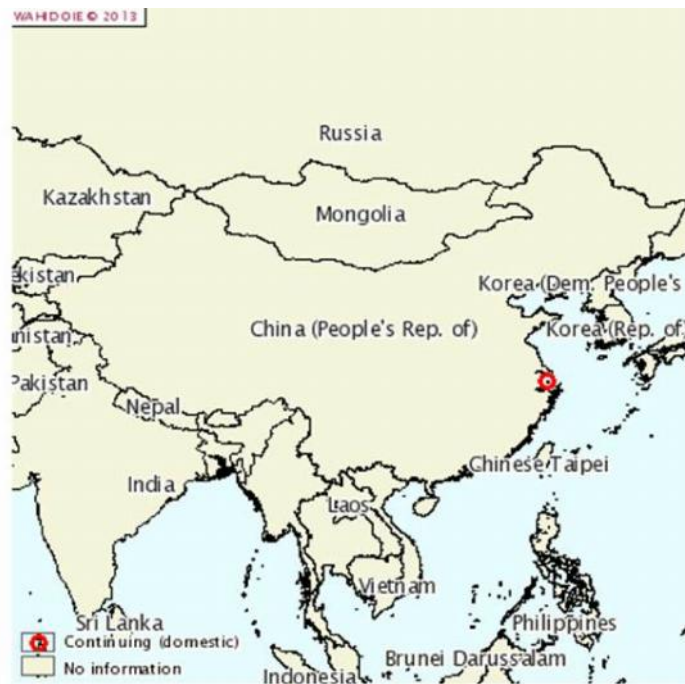 WAHID OIE © 2013
Russia
Kazakhstan
Mongolia
ekistan
Korea (Dem. People's
China (People's Rep. of)
Korea (Rep. of)
nistan
Pakistan
Nepal
Chinese Taipei
India
Laos
Vietnam
Sri Lanka
Philippines
Continuing (domestic)
Brunei Darussalam
No information
Indonesia